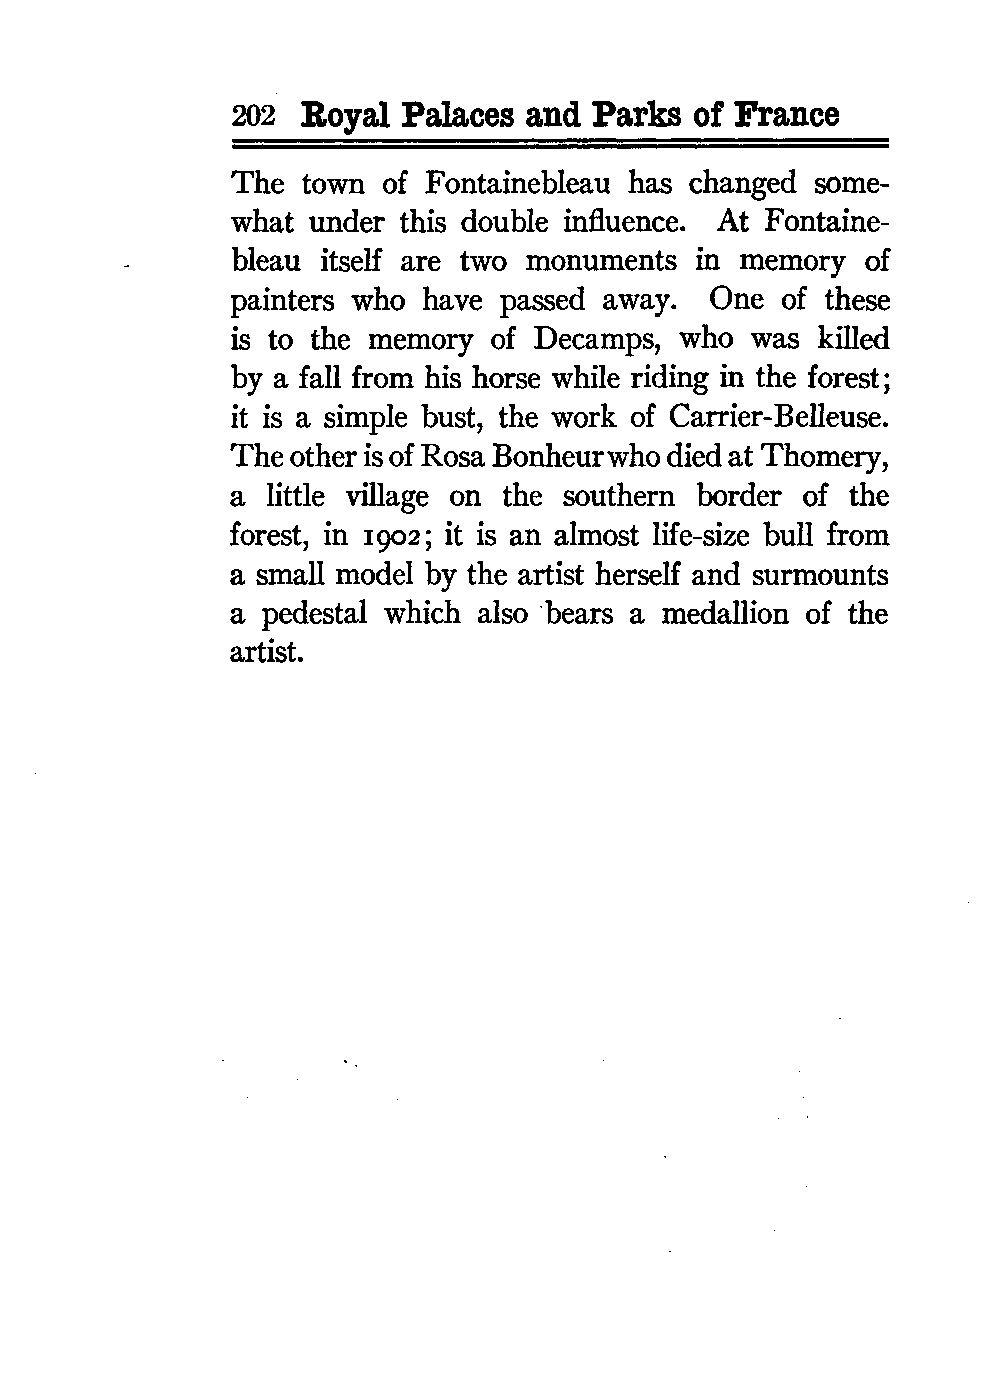 202 Royal Palaces and Parks of France
The town of Fontainebleau has changed some-
what under this double influence. At Fontaine-
bleau itself are two monuments in memory of
painters who have passed away. One of these
is to the memory of Decamps, who was killed
by a fall from his horse while riding in the forest;
it is a simple bust, the work of Carrier-Belleuse.
The other is of Rosa Bonheur who died at Thomery,
a little village on the southern border of the
forest, in 1902; it is an almost life-size bull from
a small model by the artist herself and surmounts
a pedestal which also bears a medallion of the
artist.